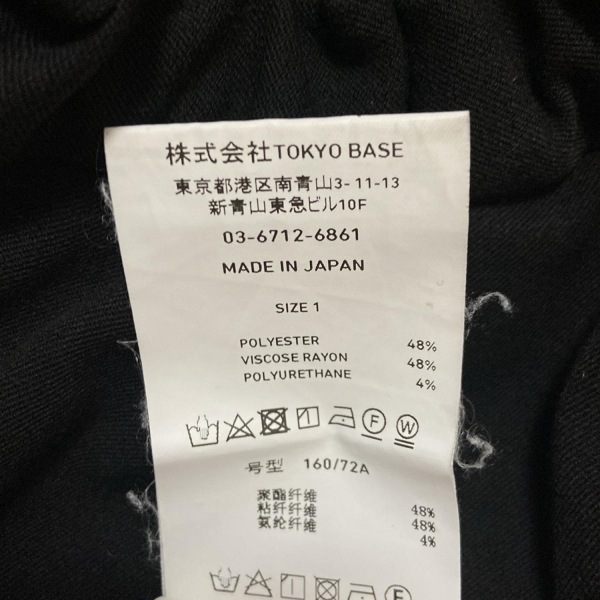 株式会社TOKYO BASE
東京都港区南青山3-11-13
新青山東急ビル10F
03-6712-6861
MADE IN JAPAN
SIZE 1
POLYESTER 48%
VISCOSE RAYON 48%
POLYURETHANE 4%
F W
号型 160/72A
聚酯纤维 48%
粘纤纤维 48%
氨纶纤维 4%
F